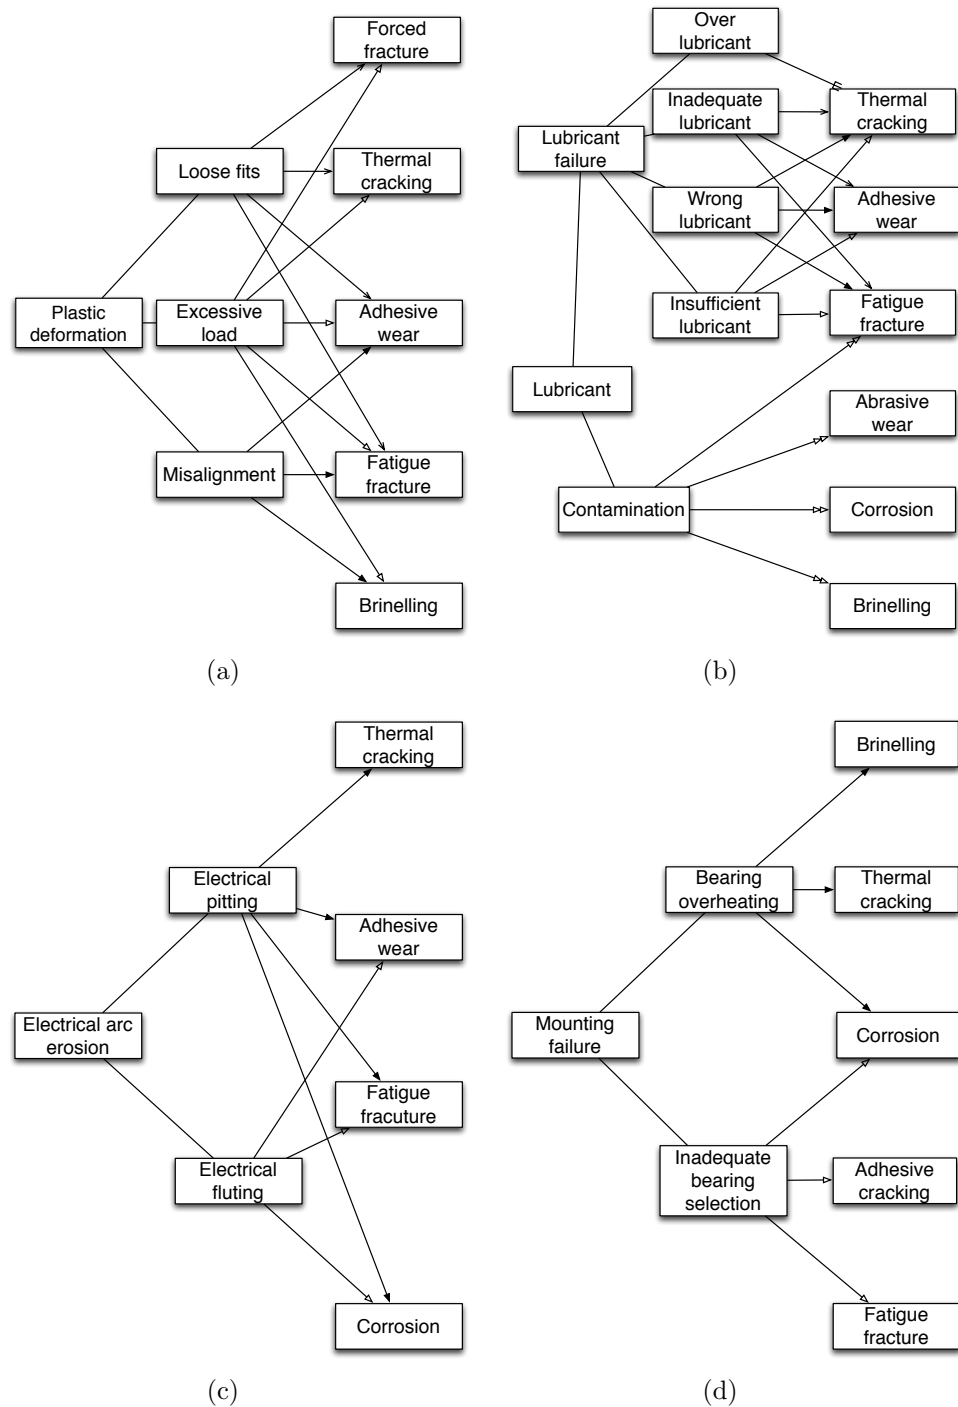 Forced
fracture
Loose fits
Thermal
cracking
Plastic
deformation
Excessive
load
Adhesive
wear
Misalignment
Fatigue
fracture
Brinelling
(a)
Over
lubricant
Inadequate
lubricant
Thermal
cracking
Lubricant
failure
Wrong
lubricant
Adhesive
wear
Insufficient
lubricant
Fatigue
fracture
Lubricant
Abrasive
wear
Contamination
Corrosion
Brinelling
(b)
Thermal
cracking
Electrical
pitting
Adhesive
wear
Electrical arc
erosion
Fatigue
fracuture
Electrical
fluting
Corrosion
(c)
Brinelling
Bearing
overheating
Thermal
cracking
Mounting
failure
Corrosion
Inadequate
bearing
selection
Adhesive
cracking
Fatigue
fracture
(d)